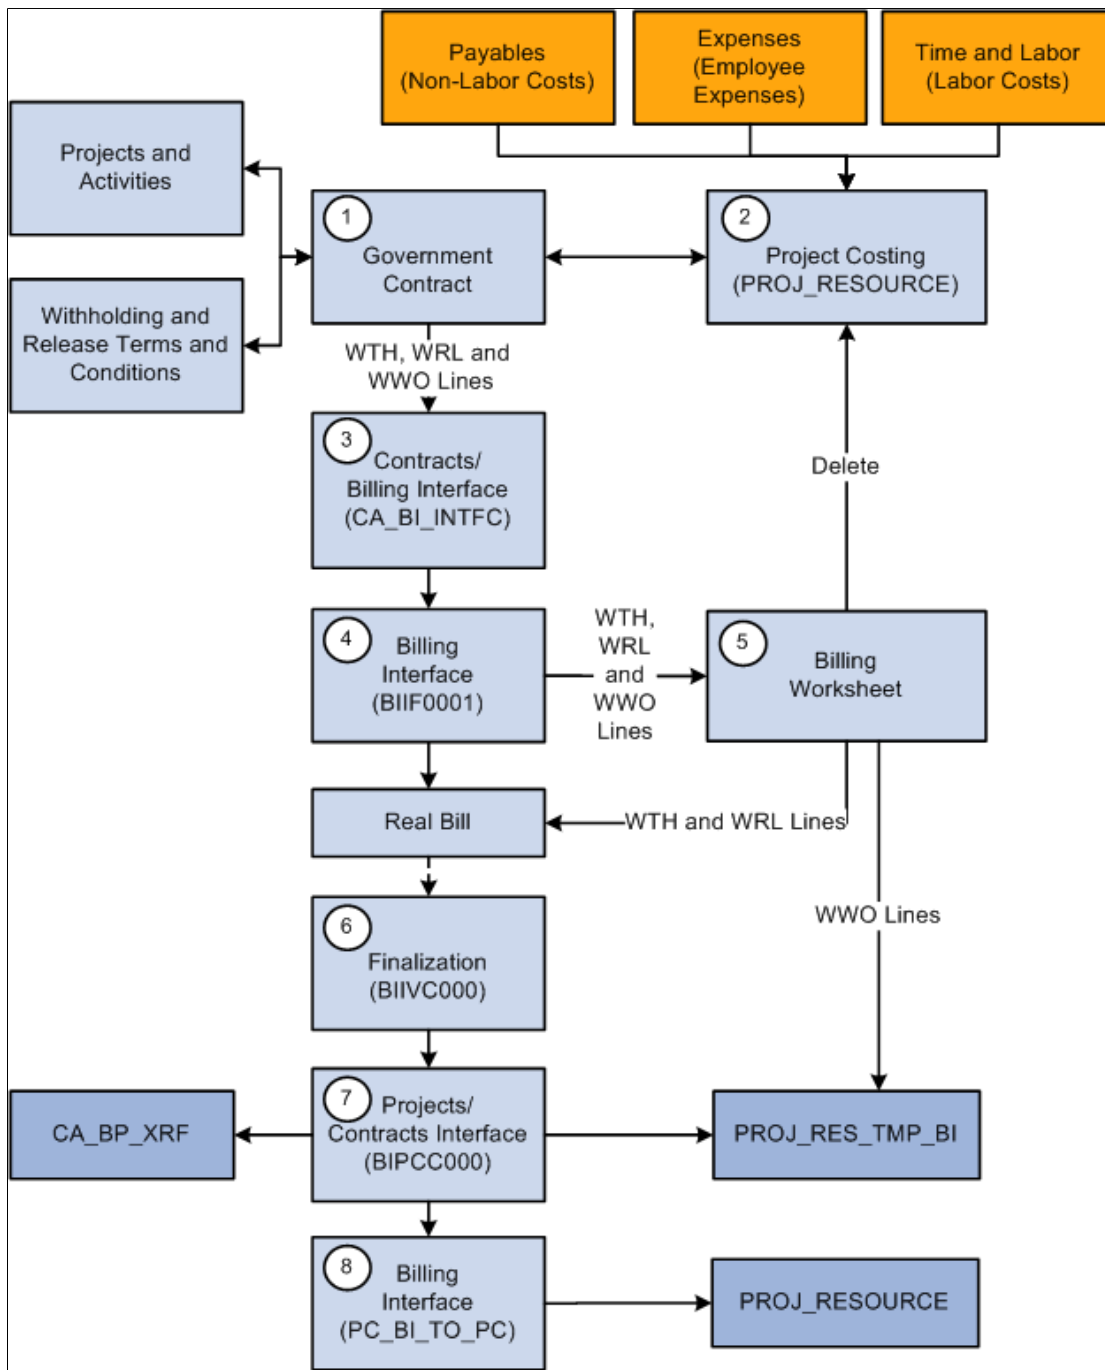 Payables
(Non-Labor Costs)
Expenses
(Employee
Expenses)
Time and Labor
(Labor Costs)
Projects and
Activities
1
Government
Contract
2
Project Costing
(PROJ_RESOURCE)
Withholding and
Release Terms and
Conditions
WTH, WRL and
WWO Lines
3
Contracts/
Billing Interface
(CA_BI_INTFC)
Delete
4
Billing
Interface
(BIIF0001)
WTH,
WRL
and
WWO
Lines
5
Billing
Worksheet
Real Bill
WTH and WRL Lines
WWO Lines
6
Finalization
(BIIVC000)
7
Projects/
Contracts Interface
(BIPCC000)
CA_BP_XRF
PROJ_RES_TMP_BI
8
Billing
Interface
(PC_BI_TO_PC)
PROJ_RESOURCE